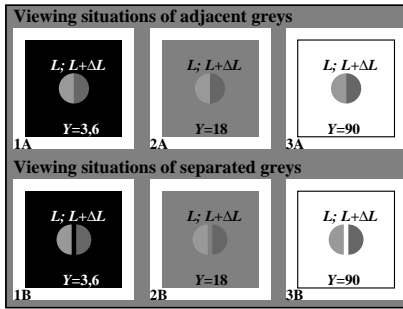 Viewing situations of adjacent greys
L; L+ΔL L; L+ΔL L; L+ΔL
Y=3,6 Y=18 Y=90
1A 2A 3A
Viewing situations of separated greys
L; L+ΔL L; L+ΔL L; L+ΔL
Y=3,6 Y=18 Y=90
1B 2B 3B